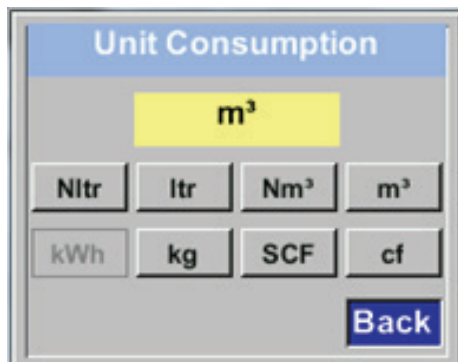 Unit Consumption
m³
Nltr ltr Nm³ m³
kWh kg SCF cf
Back